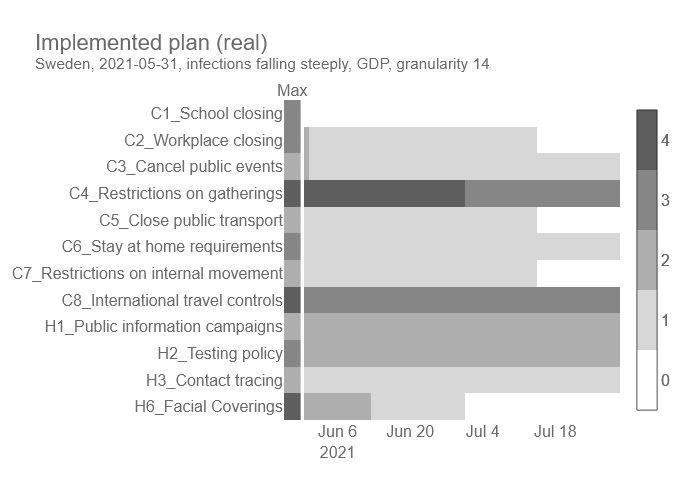 Implemented plan (real)
Sweden, 2021-05-31, infections falling steeply, GDP, granularity 14
Max
C1_School closing
C2_Workplace closing
C3_Cancel public events
C4_Restrictions on gatherings
C5_Close public transport
C6_Stay at home requirements
C7_Restrictions on internal movement
C8_International travel controls
H1_Public information campaigns
H2_Testing policy
H3_Contact tracing
H6_Facial Coverings
4
3
2
1
0
Jun 6 Jun 20 Jul 4 Jul 18
2021